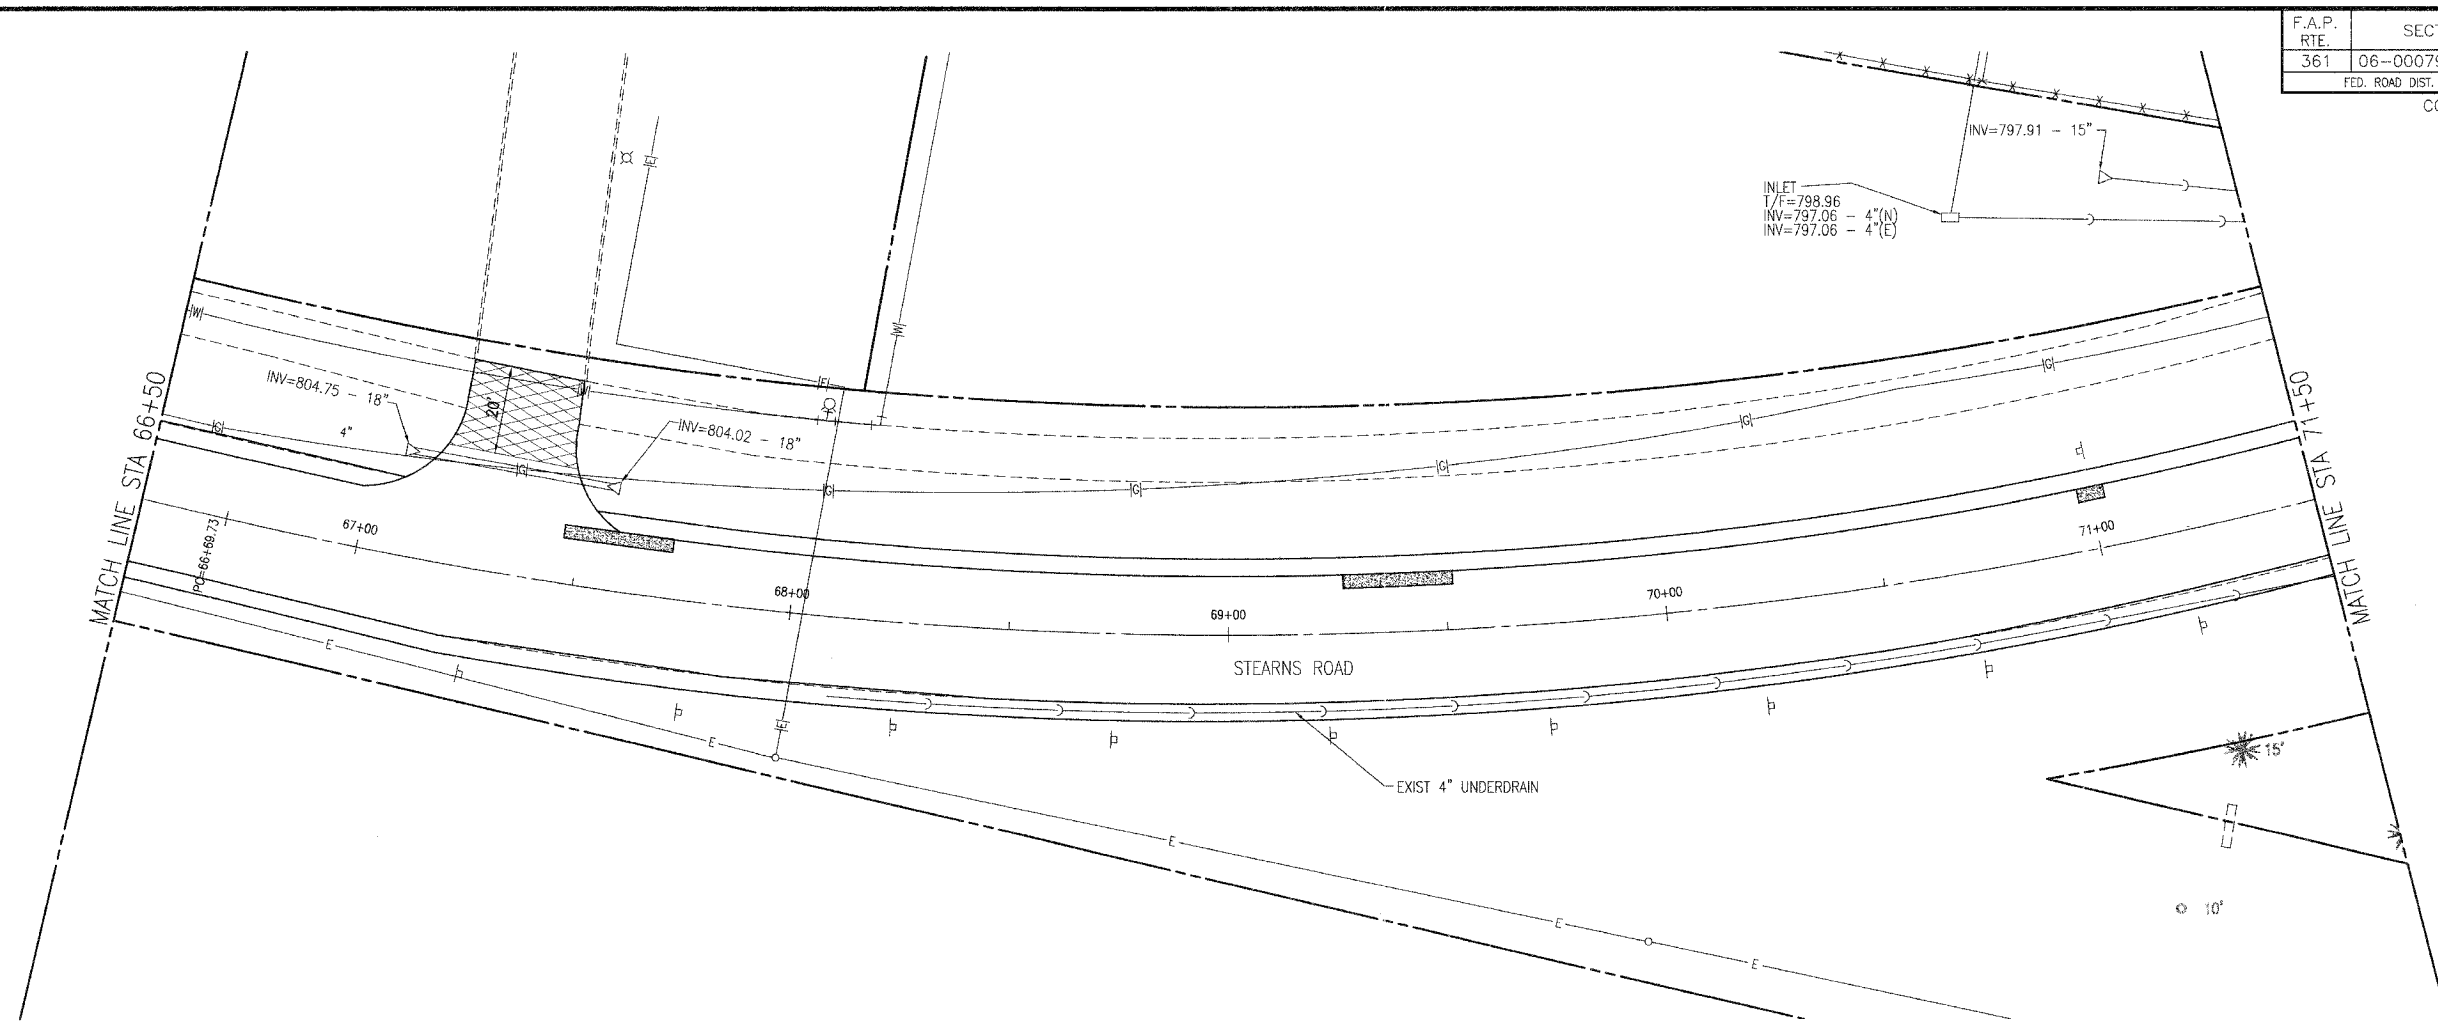 F.A.P.
RTE.
SECT
361
06-00079
FED. ROAD DIST.
CO
INV=797.91 - 15"
INLET
T/F=798.96
INV=797.06 - 4"(N)
INV=797.06 - 4"(E)
E
W
W
W
E
G
G
G
G
G
G
G
INV=804.75 - 18"
4"
20'
INV=804.02 - 18"
MATCH LINE STA 66+50
MATCH LINE STA 71+50
PC=66+69.73
67+00
68+00
69+00
70+00
71+00
STEARNS ROAD
E
E
E
E
E
E
EXIST 4" UNDERDRAIN
15'
10'